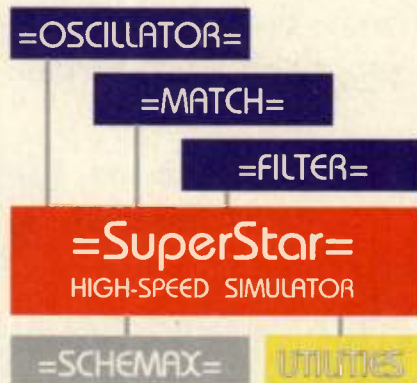 =OSCILLATOR=
=MATCH=
=FILTER=
=SuperStar=
HIGH-SPEED SIMULATOR
=SCHEMAX=
UTILITIES